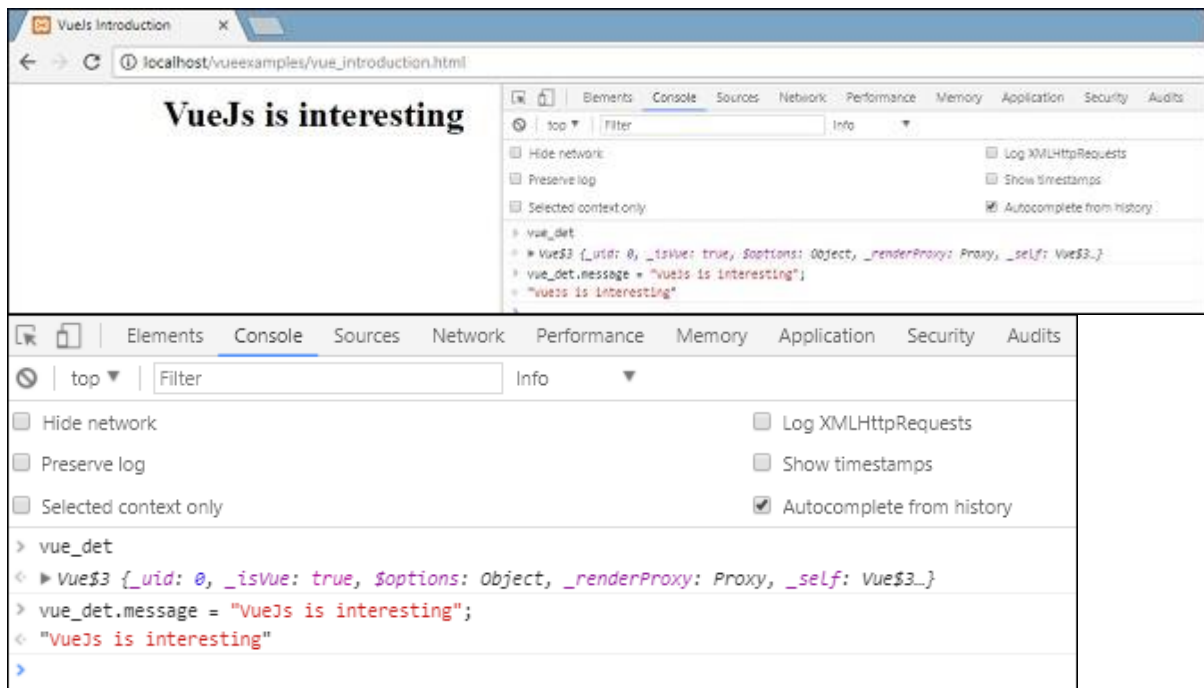 VueJs Introduction
localhost/vueexamples/vue_introduction.html
VueJs is interesting
Elements Console Sources Network Performance Memory Application Security Audits
top Filter Info
Hide network Log XMLHttpRequests
Preserve log Show timestamps
Selected context only Autocomplete from history
> vue_det
Vue$3 {_uid: 0, _isVue: true, $options: Object, _renderProxy: Proxy, _self: Vue$3…}
> vue_det.message = "VueJs is interesting";
"VueJs is interesting"
>
Elements Console Sources Network Performance Memory Application Security Audits
top Filter Info
Hide network Log XMLHttpRequests
Preserve log Show timestamps
Selected context only Autocomplete from history
> vue_det
Vue$3 {_uid: 0, _isVue: true, $options: Object, _renderProxy: Proxy, _self: Vue$3…}
> vue_det.message = "VueJs is interesting";
"VueJs is interesting"
>